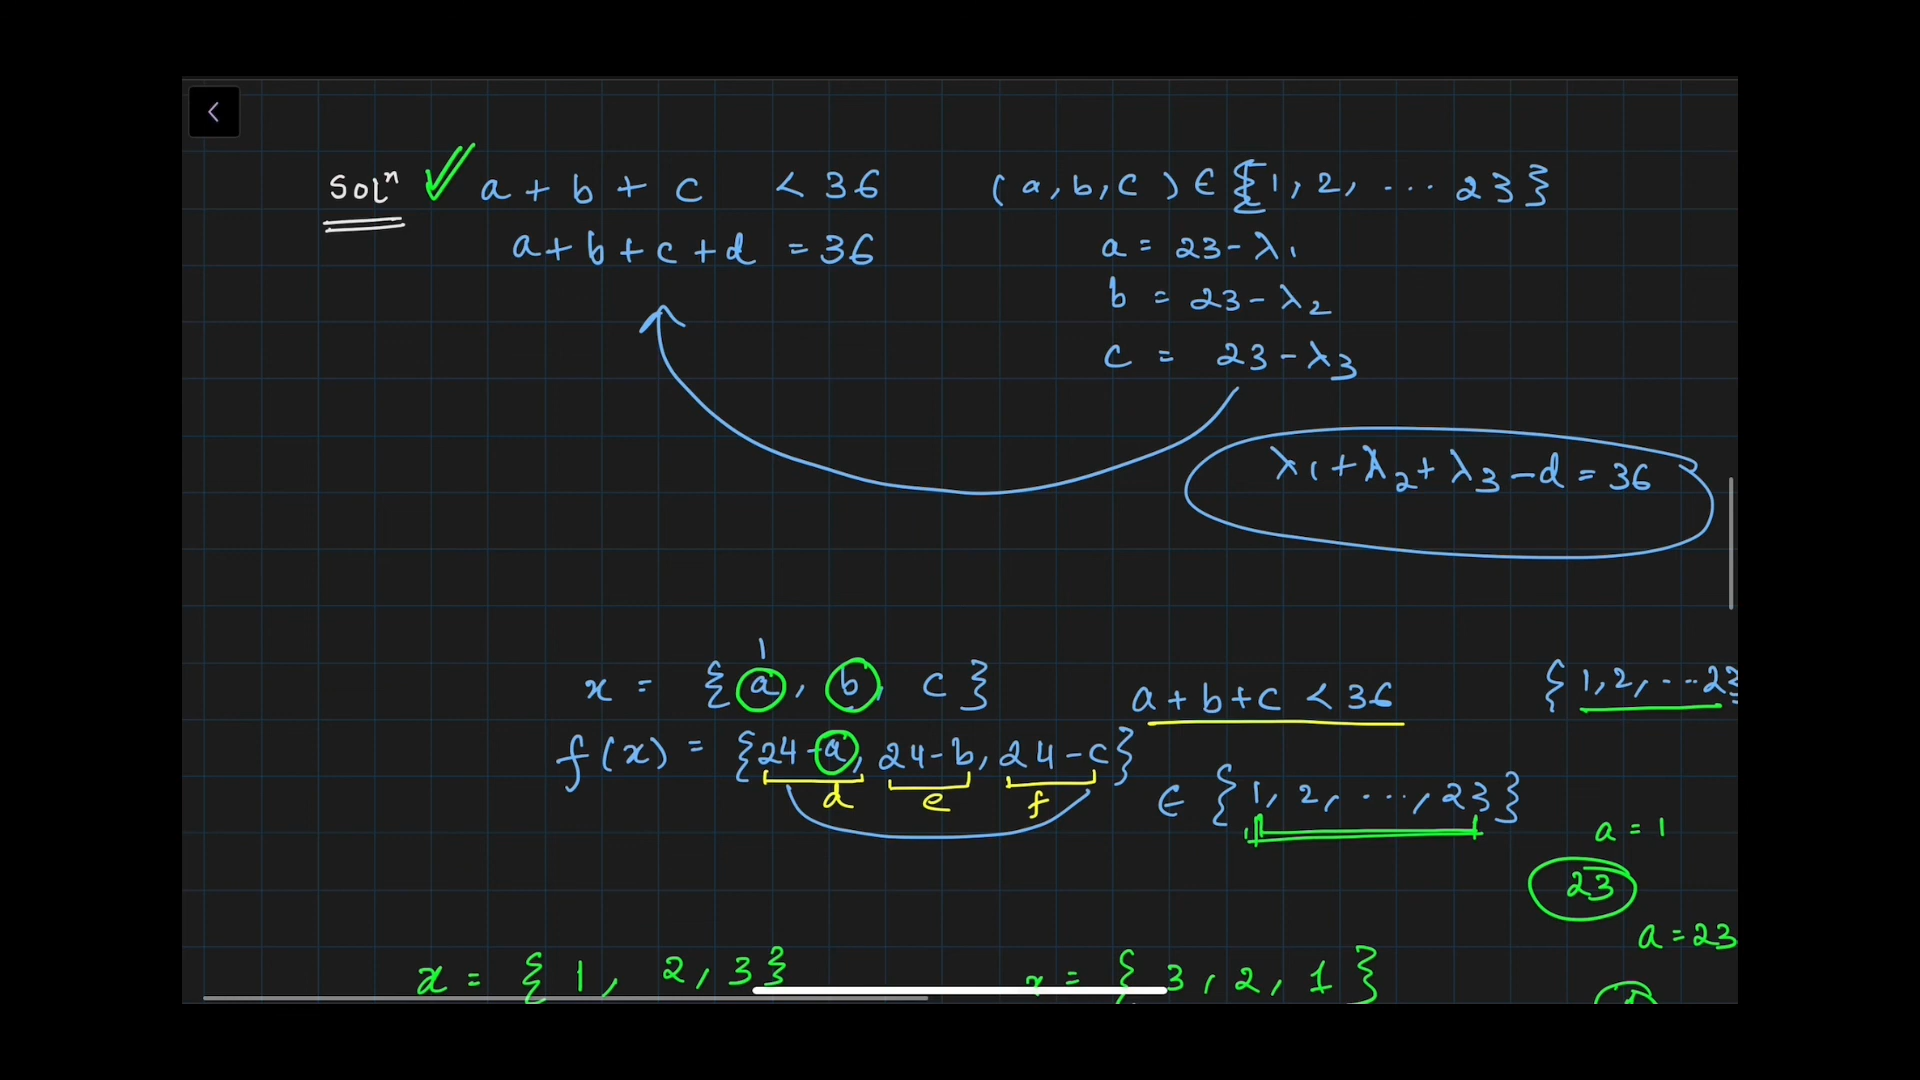 Solⁿ a + b + c < 36 (a, b, c) ∈ {1, 2, ... 23}
a + b + c + d = 36 a = 23 - λ₁
b = 23 - λ₂
c = 23 - λ₃
λ₁ + λ₂ + λ₃ - d = 36
1
x = {a, b, c} a + b + c < 36 {1, 2, ... 23
f(x) = {24 - a, 24 - b, 24 - c} ∈ {1, 2, ..., 23}
d e f
a = 1
23
a = 23
x = {1, 2, 3} x = {3, 2, 1}